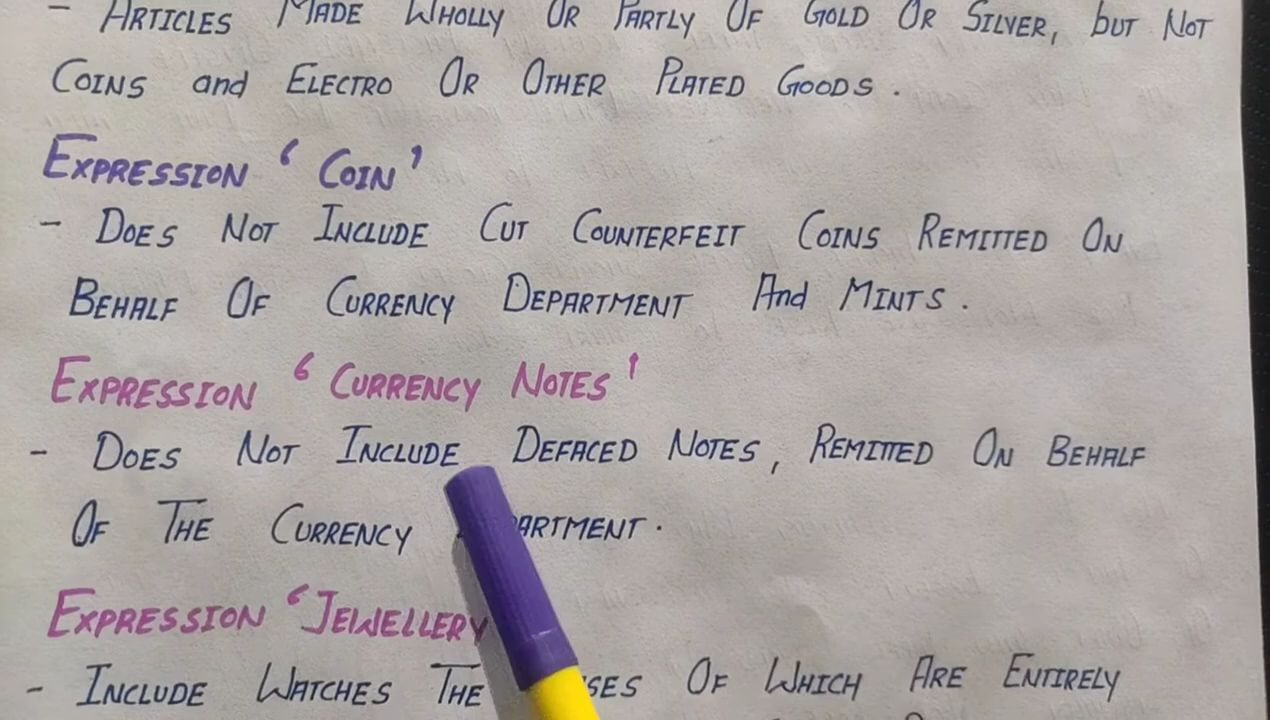 - ARTICLES MADE WHOLLY OR PARTLY OF GOLD OR SILVER, but NOT
COINS and ELECTRO OR OTHER PLATED GOODS.
EXPRESSION ' COIN'
- DOES NOT INCLUDE CUT COUNTERFEIT COINS REMITTED ON
BEHALF OF CURRENCY DEPARTMENT And MINTS.
EXPRESSION ' CURRENCY NOTES'
- DOES NOT INCLUDE DEFACED NOTES, REMITTED ON BEHALF
OF THE CURRENCY
EXPRESSION 'JEWELLERY
- INCLUDE WATCHES THE OF WHICH ARE ENTIRELY